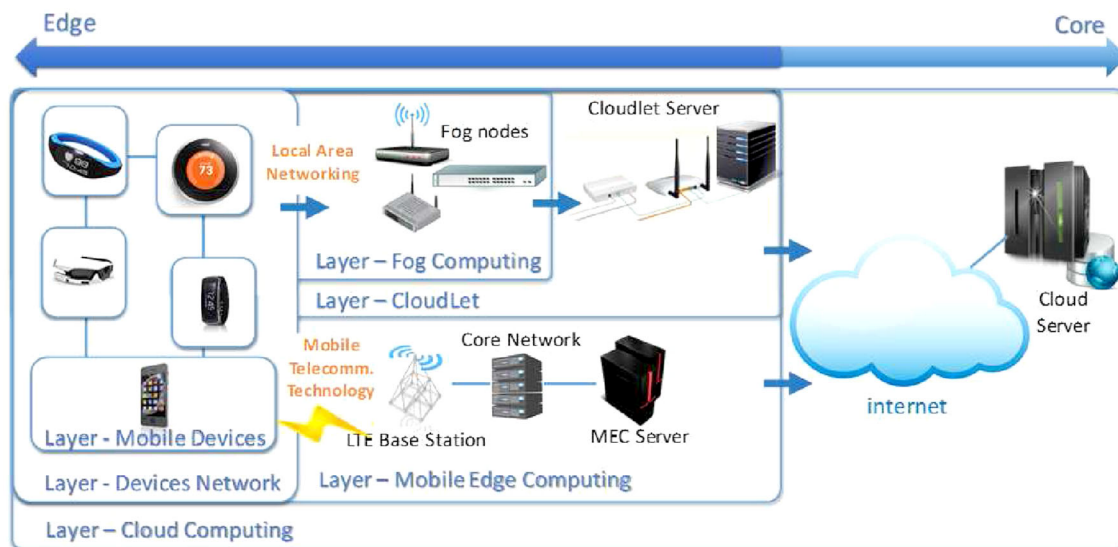 Edge
Core
Cloudlet Server
Fog nodes
73
Local Area
Networking
Layer – Fog Computing
Layer – CloudLet
Cloud
Server
Mobile
Telecomm.
Technology
Core Network
internet
Layer - Mobile Devices
LTE Base Station
MEC Server
Layer - Devices Network
Layer – Mobile Edge Computing
Layer – Cloud Computing